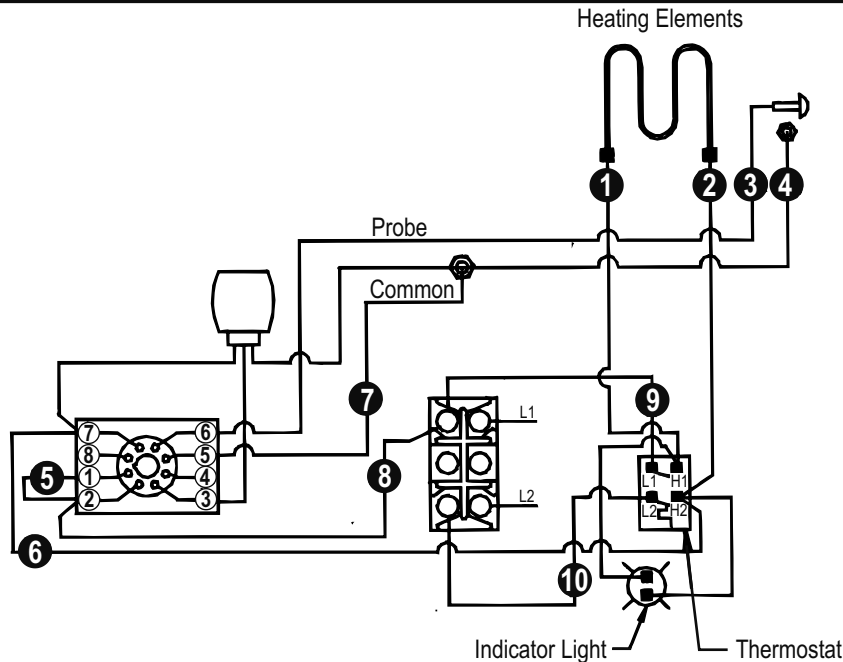 Heating Elements
1 2 3 4
Probe
Common
7
9
L1
7 6
8 5
5 1 4
2 3
8
L1 H1
L2
L2 H2
6
10
Indicator Light
Thermostat